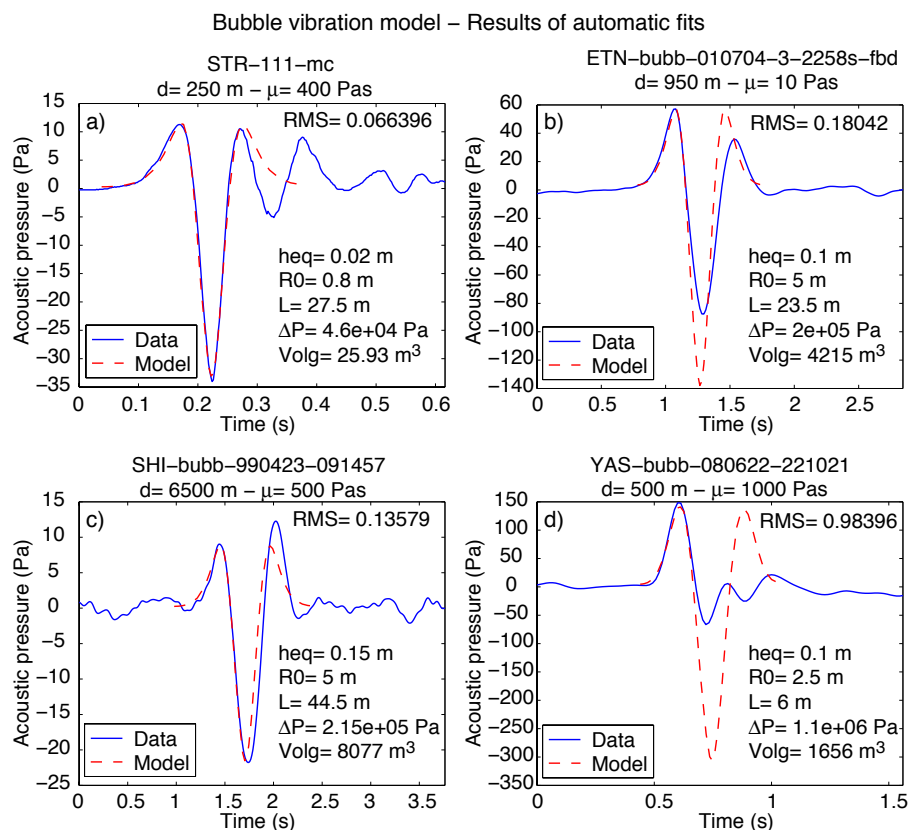 Bubble vibration model − Results of automatic fits
STR−111−mc
d= 250 m − μ= 400 Pas
a)
RMS= 0.066396
heq= 0.02 m
R0= 0.8 m
L= 27.5 m
ΔP= 4.6e+04 Pa
Volg= 25.93 m³
Data
Model
Acoustic pressure (Pa)
15
10
5
0
−5
−10
−15
−20
−25
−30
−35
0 0.1 0.2 0.3 0.4 0.5 0.6
Time (s)
ETN−bubb−010704−3−2258s−fbd
d= 950 m − μ= 10 Pas
b)
RMS= 0.18042
heq= 0.1 m
R0= 5 m
L= 23.5 m
ΔP= 2e+05 Pa
Volg= 4215 m³
Data
Model
Acoustic pressure (Pa)
60
40
20
0
−20
−40
−60
−80
−100
−120
−140
0 0.5 1 1.5 2 2.5
Time (s)
SHI−bubb−990423−091457
d= 6500 m − μ= 500 Pas
c)
RMS= 0.13579
heq= 0.15 m
R0= 5 m
L= 44.5 m
ΔP= 2.15e+05 Pa
Volg= 8077 m³
Data
Model
Acoustic pressure (Pa)
15
10
5
0
−5
−10
−15
−20
−25
0 0.5 1 1.5 2 2.5 3 3.5
Time (s)
YAS−bubb−080622−221021
d= 500 m − μ= 1000 Pas
d)
RMS= 0.98396
heq= 0.1 m
R0= 2.5 m
L= 6 m
ΔP= 1.1e+06 Pa
Volg= 1656 m³
Data
Model
Acoustic pressure (Pa)
150
100
50
0
−50
−100
−150
−200
−250
−300
−350
0 0.5 1 1.5
Time (s)